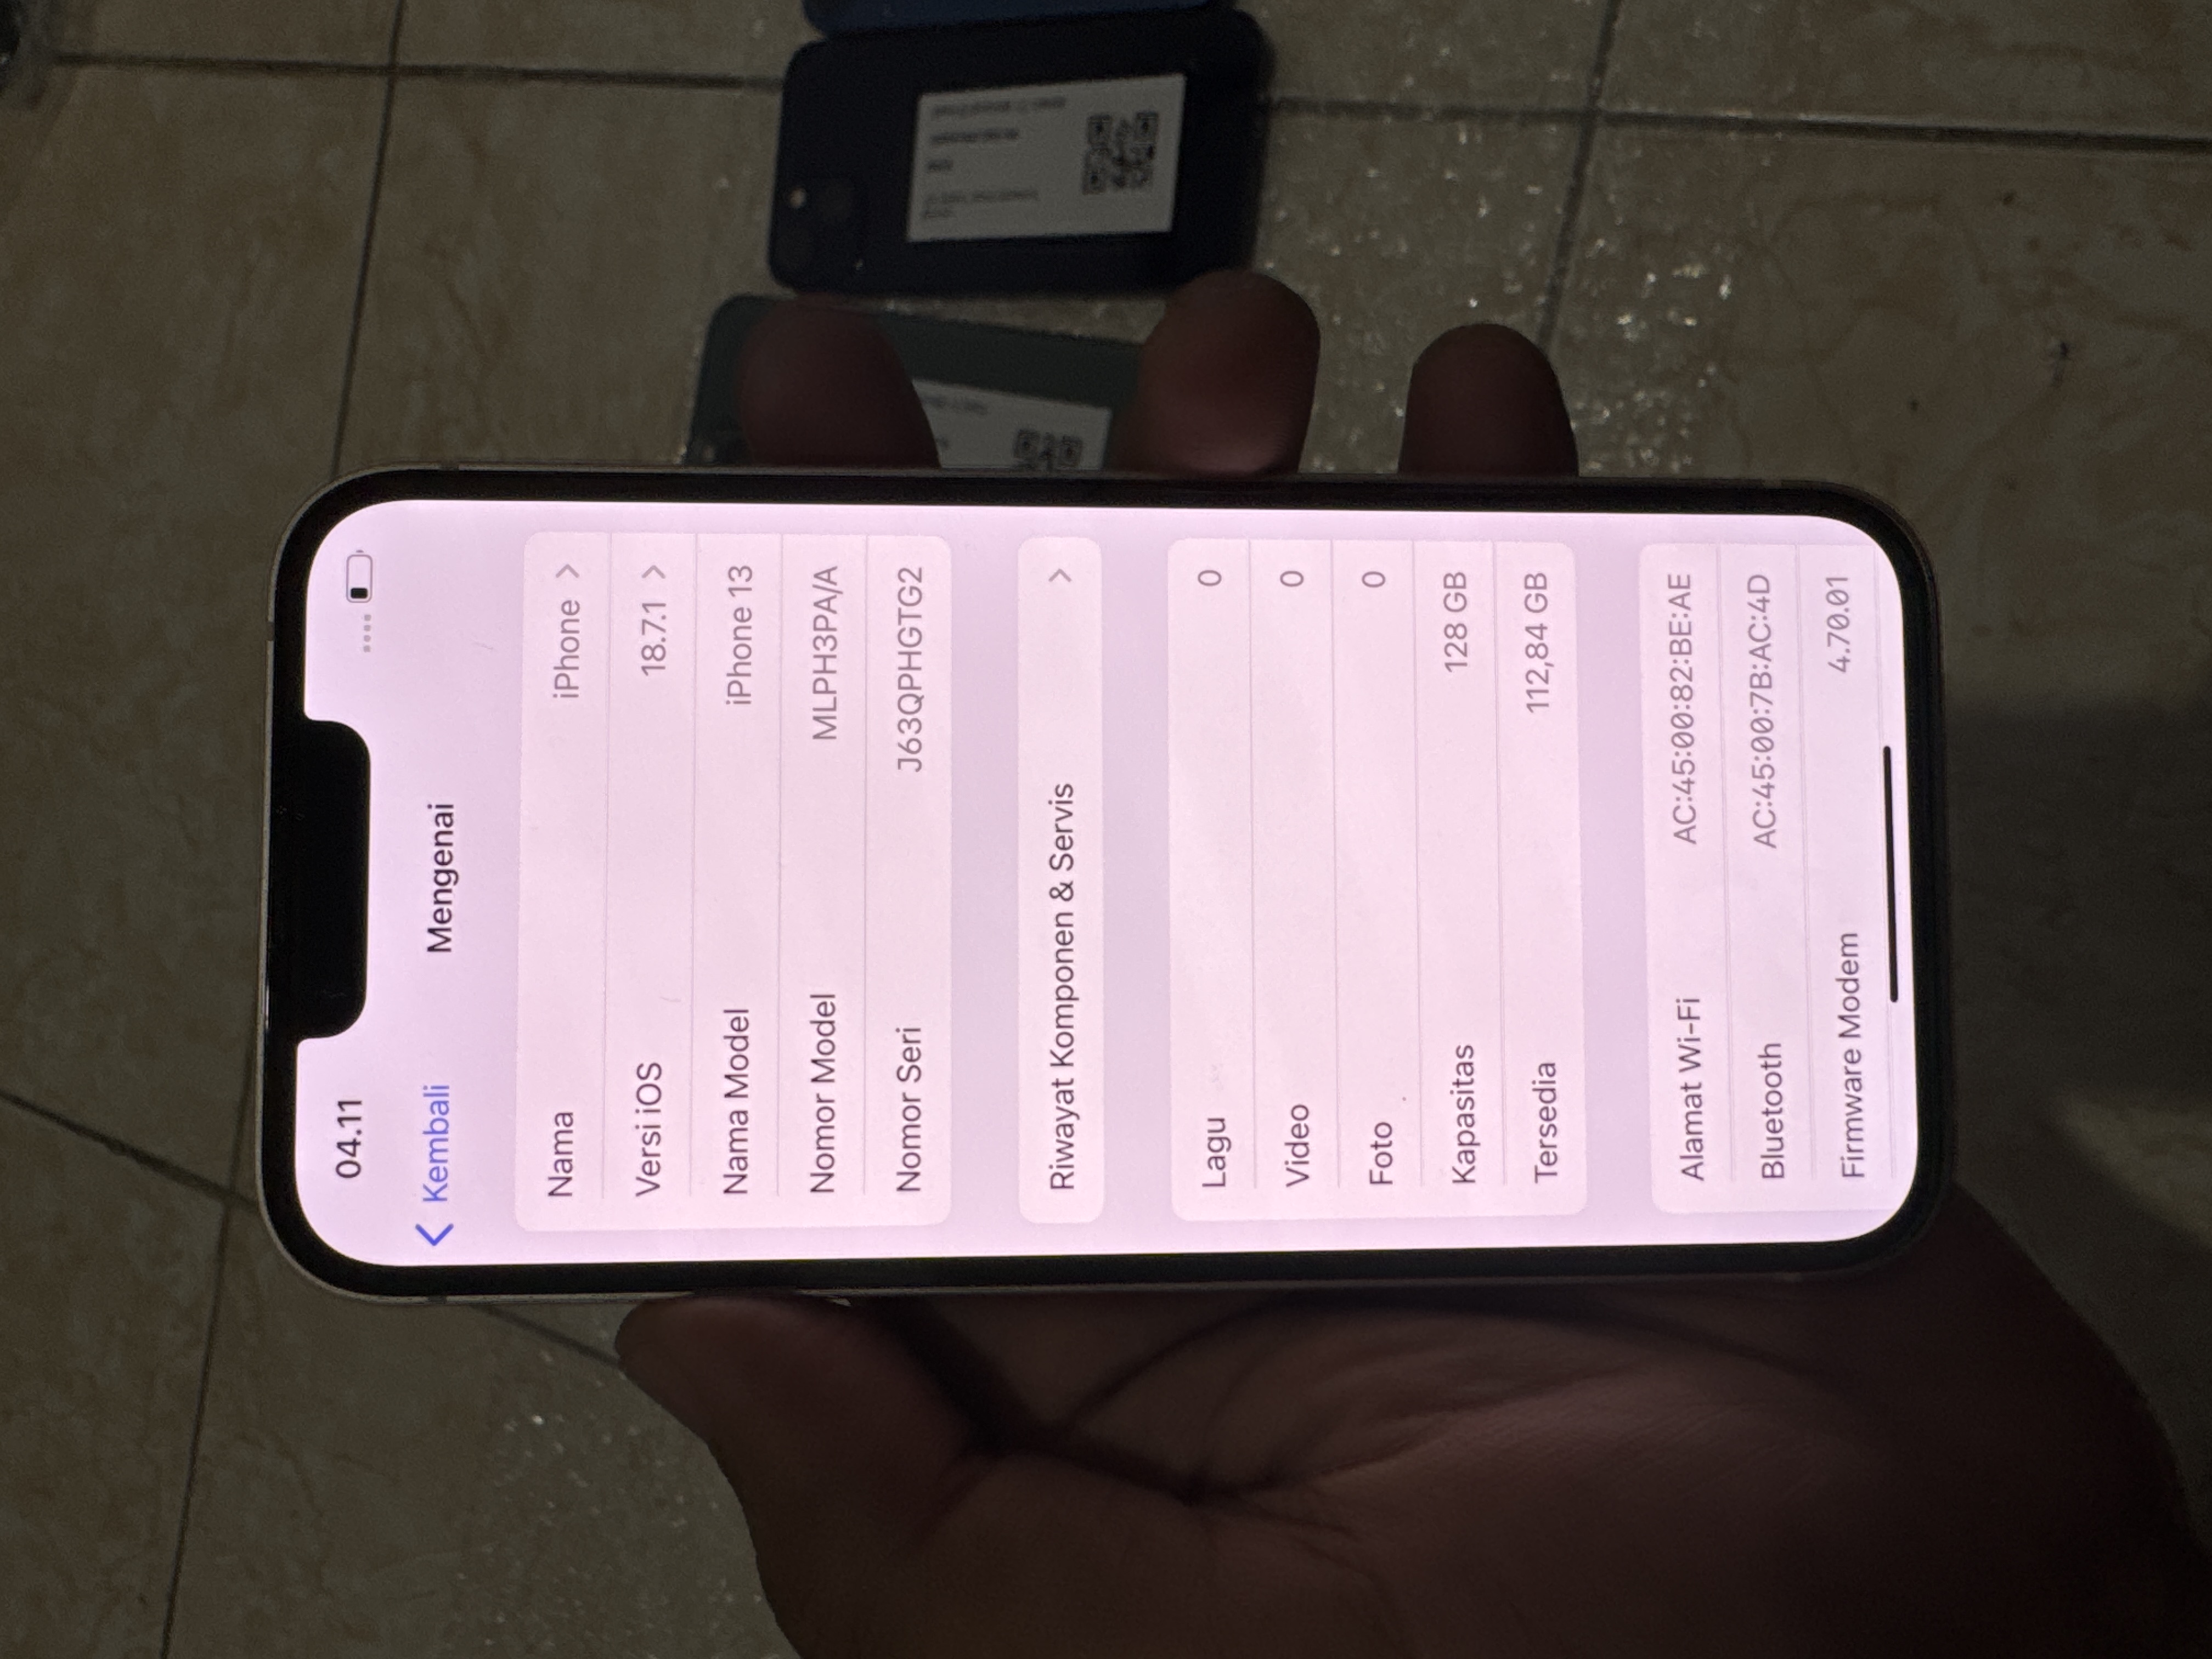 04.11
Kembali
Mengenai
Nama
iPhone
Versi iOS
18.7.1
Nama Model
iPhone 13
Nomor Model
MLPH3PA/A
Nomor Seri
J63QPHGTG2
Riwayat Komponen & Servis
Lagu
0
Video
0
Foto
0
Kapasitas
128 GB
Tersedia
112,84 GB
Alamat Wi-Fi
AC:45:00:82:BE:AE
Bluetooth
AC:45:00:7B:AC:4D
Firmware Modem
4.70.01